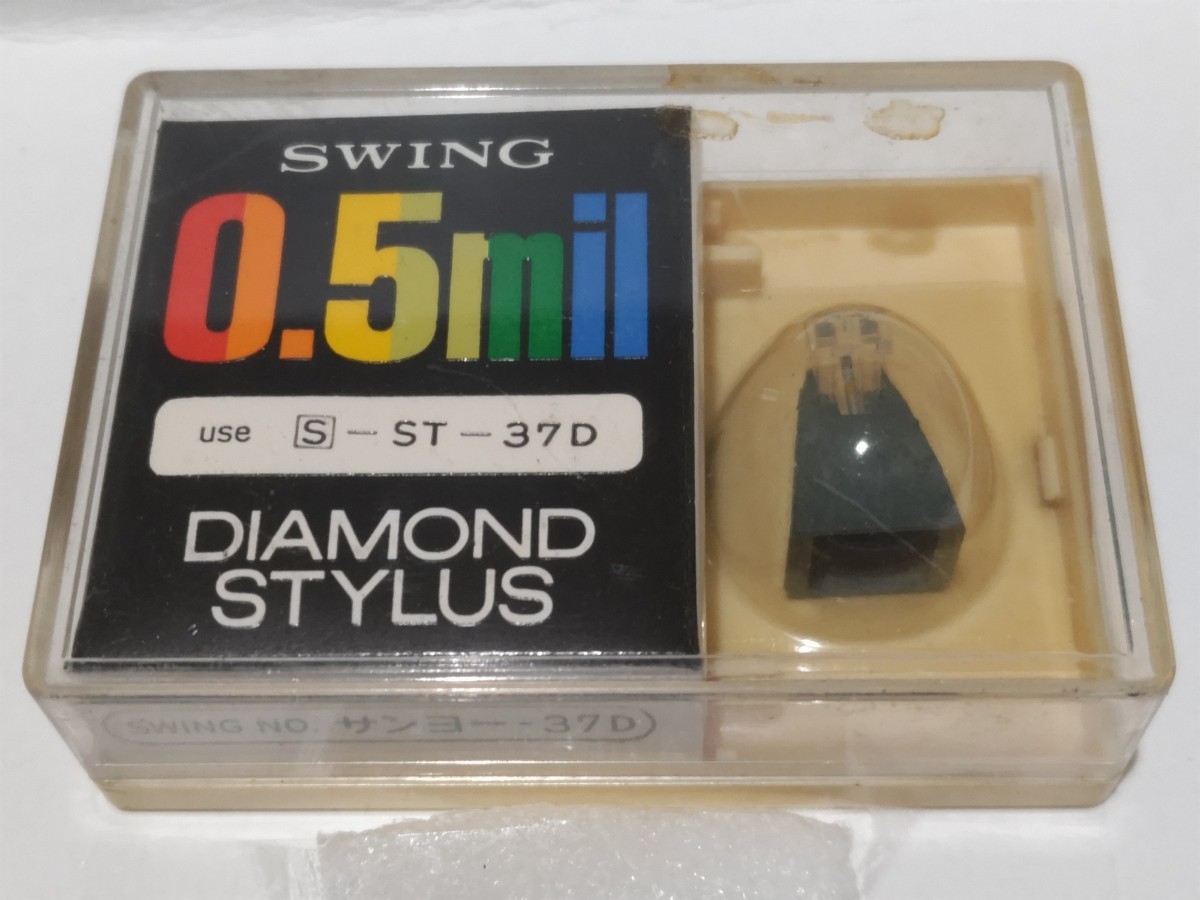 SWING
0.5mil
use S-ST-37D
DIAMOND
STYLUS
SWING NO. サンヨー-37D